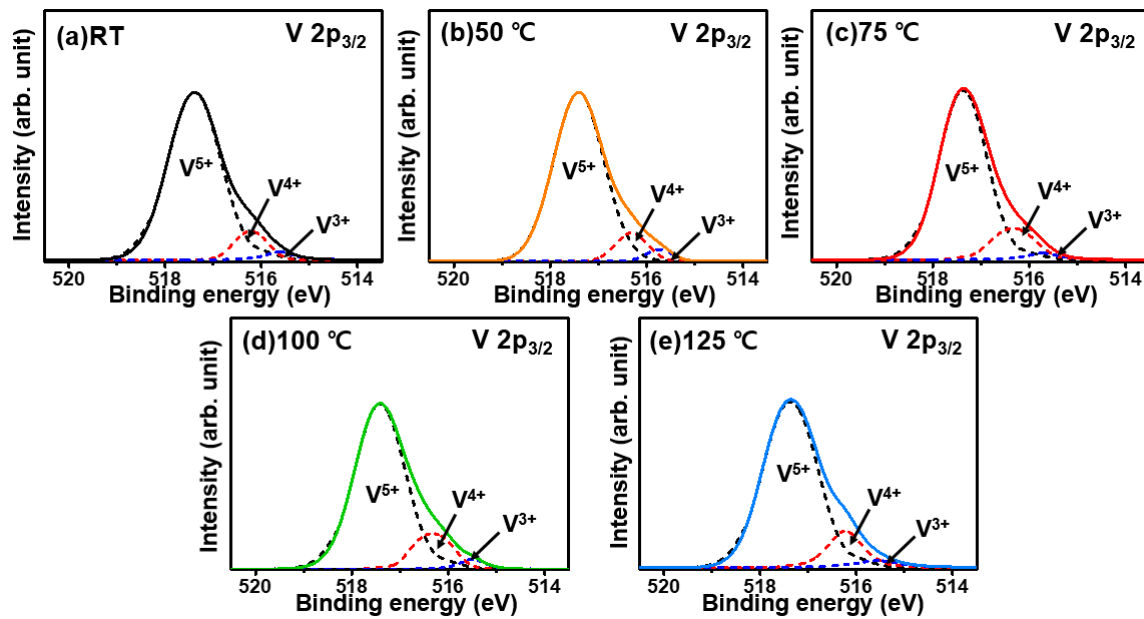 (a)RT
V 2p3/2
Intensity (arb. unit)
V5+
V4+
V3+
520
518
516
514
Binding energy (eV)
(b)50 ℃
V 2p3/2
Intensity (arb. unit)
V5+
V4+
V3+
520
518
516
514
Binding energy (eV)
(c)75 ℃
V 2p3/2
Intensity (arb. unit)
V5+
V4+
V3+
520
518
516
514
Binding energy (eV)
(d)100 ℃
V 2p3/2
Intensity (arb. unit)
V5+
V4+
V3+
520
518
516
514
Binding energy (eV)
(e)125 ℃
V 2p3/2
Intensity (arb. unit)
V5+
V4+
V3+
520
518
516
514
Binding energy (eV)